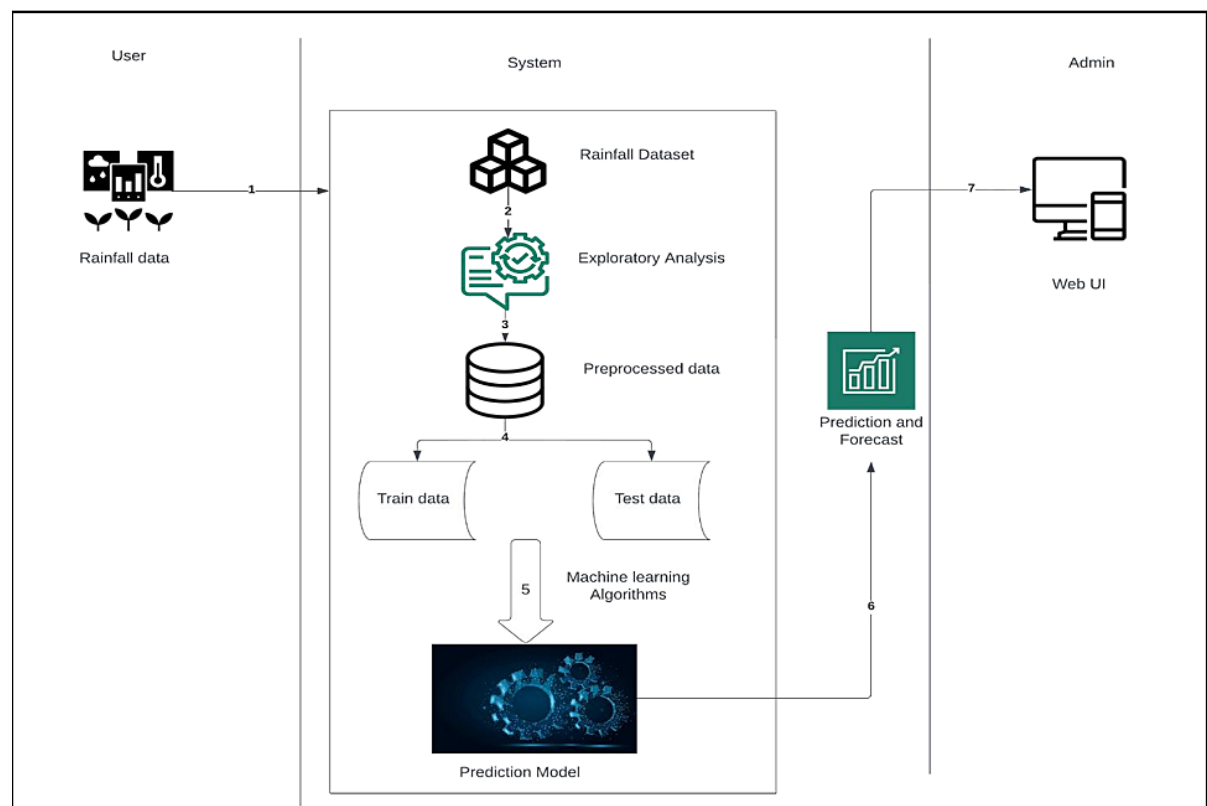 User
System
Admin
Rainfall Dataset
1
7
2
Rainfall data
Exploratory Analysis
Web UI
3
Preprocessed data
Prediction and
Forecast
4
Train data
Test data
5
Machine learning
Algorithms
6
Prediction Model